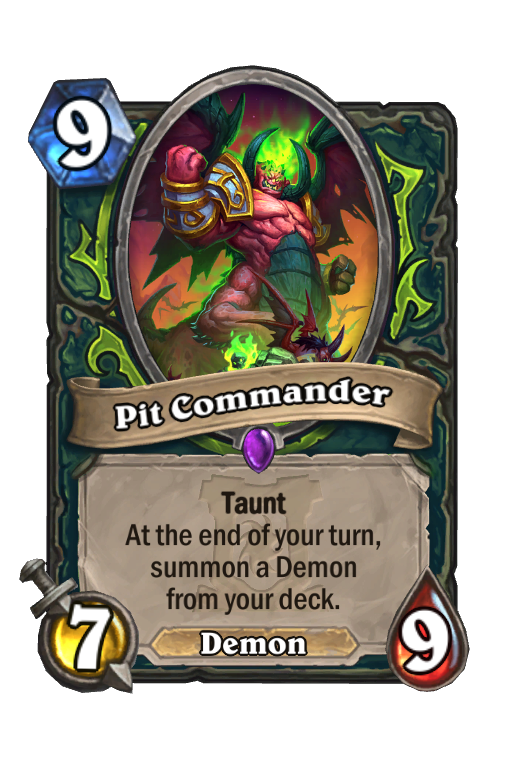 9
Pit Commander
Taunt
At the end of your turn,
summon a Demon
from your deck.
7
Demon
9